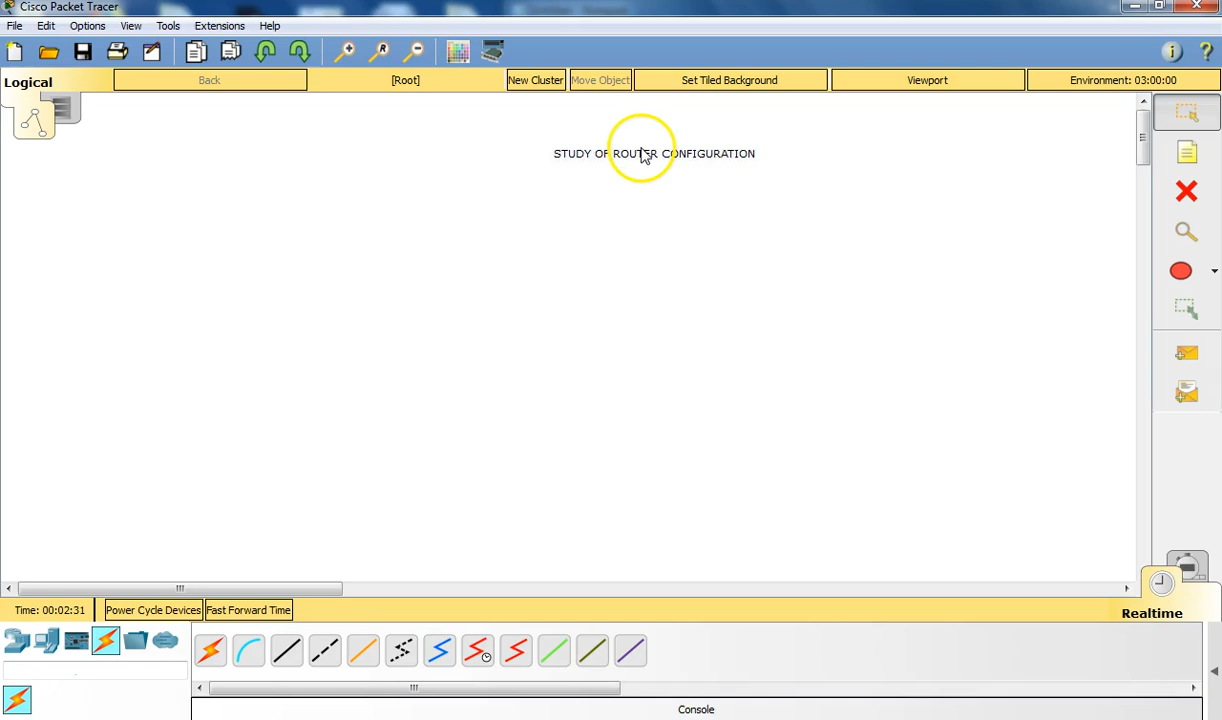 Cisco Packet Tracer
File Edit Options View Tools Extensions Help
Logical Back [Root] New Cluster Move Object Set Tiled Background Viewport Environment: 03:00:00
STUDY OF ROUTER CONFIGURATION
Time: 00:02:31 Power Cycle Devices Fast Forward Time
Realtime
Console